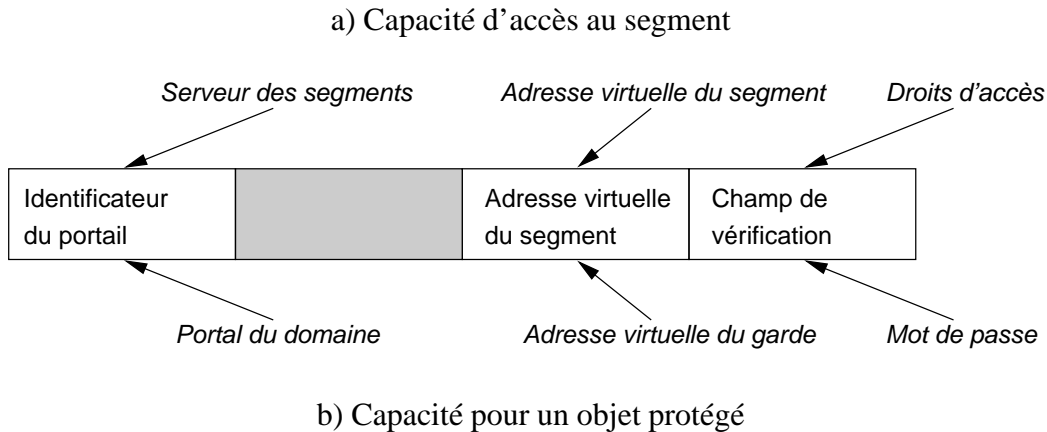 a) Capacité d'accès au segment
Serveur des segments Adresse virtuelle du segment Droits d'accès
Identificateur Adresse virtuelle Champ de
du portail du segment vérification
Portal du domaine Adresse virtuelle du garde Mot de passe
b) Capacité pour un objet protégé